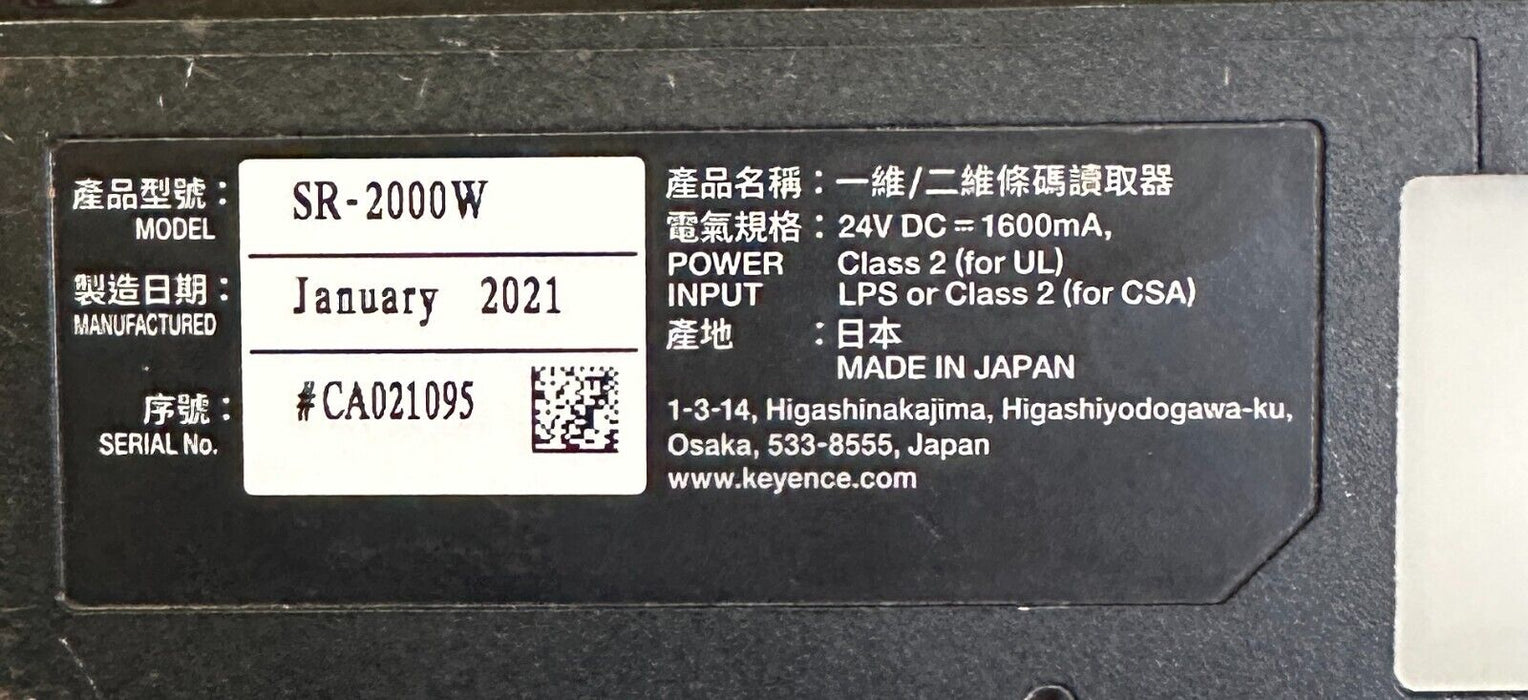 產品型號： SR-2000W
MODEL
製造日期： January 2021
MANUFACTURED
序號： #CA021095
SERIAL No.
產品名稱：一維/二維條碼讀取器
電氣規格：24V DC⎓1600mA,
POWER Class 2 (for UL)
INPUT LPS or Class 2 (for CSA)
產地 ：日本
MADE IN JAPAN
1-3-14, Higashinakajima, Higashiyodogawa-ku,
Osaka, 533-8555, Japan
www.keyence.com